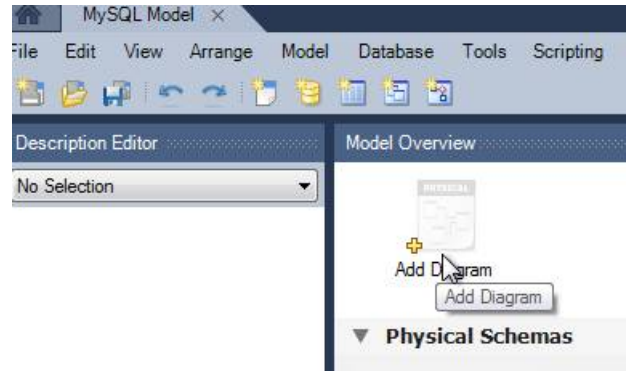 MySQL Model
File Edit View Arrange Model Database Tools Scripting
Description Editor
Model Overview
No Selection
PHYSICAL
Add Diagram
Add Diagram
Physical Schemas